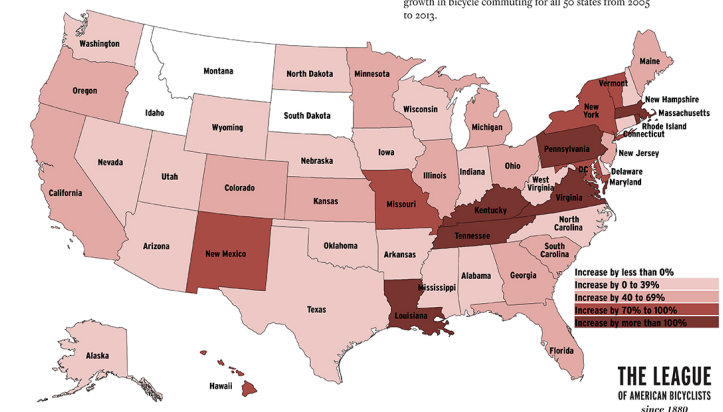 growth in bicycle commuting for all 50 states from 2005
to 2013.
Washington
Montana
North Dakota
Minnesota
Maine
Oregon
Idaho
South Dakota
Wisconsin
Michigan
Vermont
New
York
New Hampshire
Massachusetts
Rhode Island
Connecticut
Wyoming
Nebraska
Iowa
Pennsylvania
New Jersey
Nevada
Utah
Colorado
Kansas
Missouri
Illinois
Indiana
Ohio
West
Virginia
DC
Delaware
Maryland
Virginia
California
Kentucky
Tennessee
North
Carolina
South
Carolina
Arizona
New Mexico
Oklahoma
Arkansas
Mississippi
Alabama
Georgia
Texas
Louisiana
Florida
Alaska
Hawaii
Increase by less than 0%
Increase by 0 to 39%
Increase by 40 to 69%
Increase by 70% to 100%
Increase by more than 100%
THE LEAGUE
OF AMERICAN BICYCLISTS
since 1880